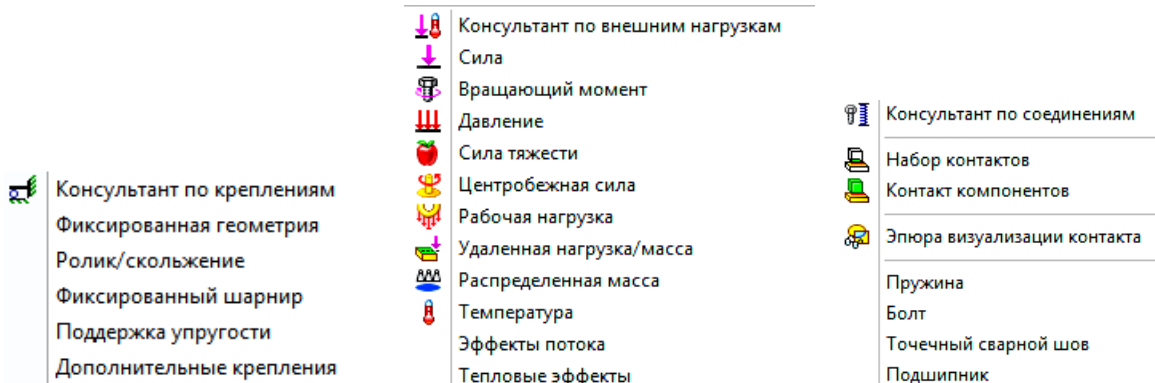 Консультант по креплениям
Фиксированная геометрия
Ролик/скольжение
Фиксированный шарнир
Поддержка упругости
Дополнительные крепления
Консультант по внешним нагрузкам
Сила
Вращающий момент
Давление
Сила тяжести
Центробежная сила
Рабочая нагрузка
Удаленная нагрузка/масса
Распределенная масса
Температура
Эффекты потока
Тепловые эффекты
Консультант по соединениям
Набор контактов
Контакт компонентов
Эпюра визуализации контакта
Пружина
Болт
Точечный сварной шов
Подшипник